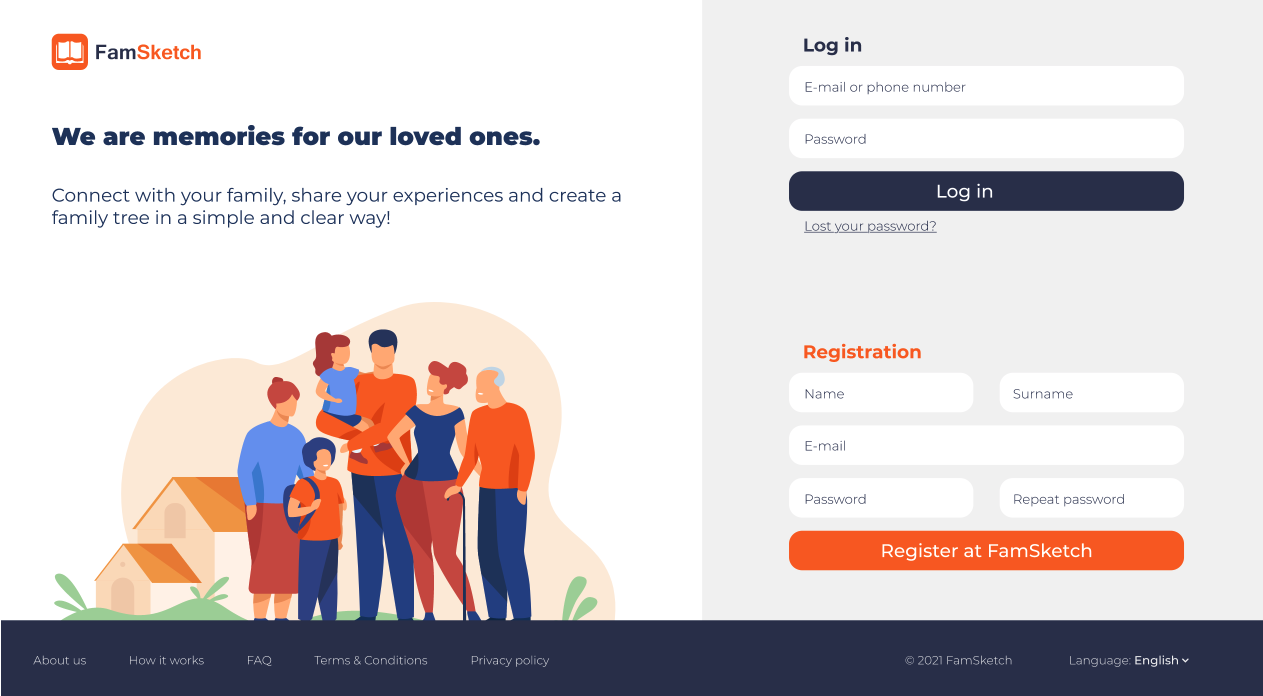 FamSketch
We are memories for our loved ones.
Connect with your family, share your experiences and create a
family tree in a simple and clear way!
Log in
E-mail or phone number
Password
Log in
Lost your password?
Registration
Name Surname
E-mail
Password Repeat password
Register at FamSketch
About us How it works FAQ Terms & Conditions Privacy policy © 2021 FamSketch Language: English